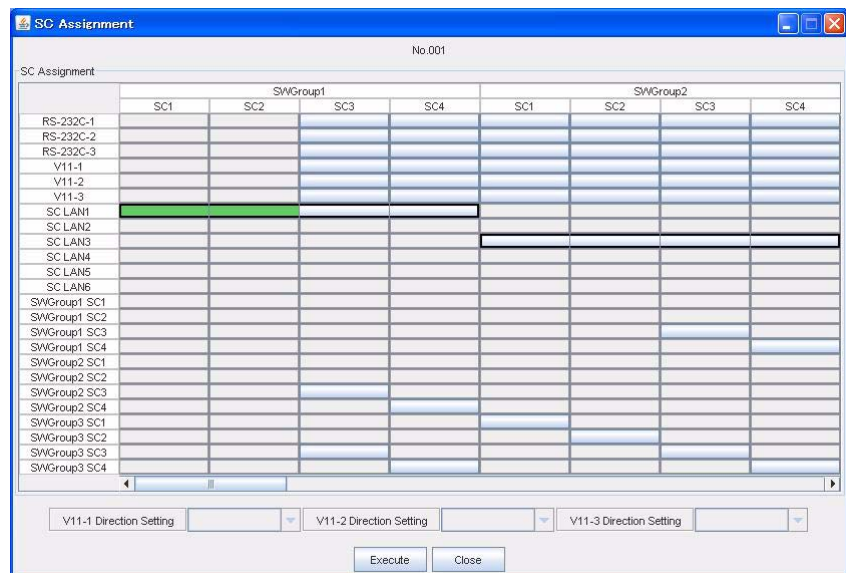 SC Assignment
No.001
SC Assignment
SWGroup1 SWGroup2
SC1 SC2 SC3 SC4 SC1 SC2 SC3 SC4
RS-232C-1
RS-232C-2
RS-232C-3
V11-1
V11-2
V11-3
SC LAN1
SC LAN2
SC LAN3
SC LAN4
SC LAN5
SC LAN6
SWGroup1 SC1
SWGroup1 SC2
SWGroup1 SC3
SWGroup1 SC4
SWGroup2 SC1
SWGroup2 SC2
SWGroup2 SC3
SWGroup2 SC4
SWGroup3 SC1
SWGroup3 SC2
SWGroup3 SC3
SWGroup3 SC4
V11-1 Direction Setting V11-2 Direction Setting V11-3 Direction Setting
Execute Close